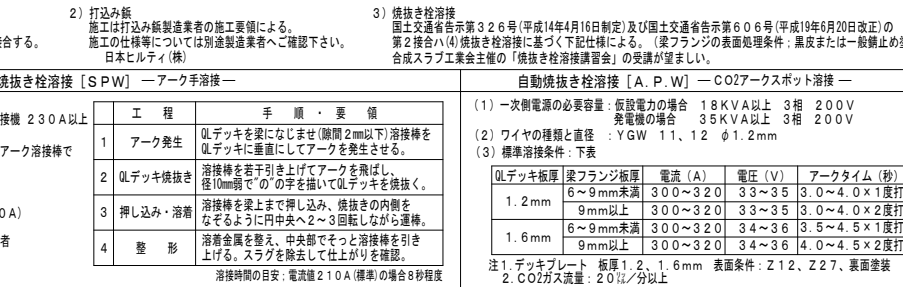 2) 打込み鋲
施工は打込み鋲製造業者の施工要領による。
施工の仕様等については別途製造業者へご確認下さい。
日本ヒルティ(株)
合する。
3) 焼抜き栓溶接
国土交通省告示第326号(平成14年4月16日制定)及び国土交通省告示第606号(平成19年6月20日改正)の
第2接合ハ(4)焼抜き栓溶接に基づく下記仕様による。(梁フランジの表面処理条件;黒皮または一般錆止め塗
合成スラブ工業会主催の「焼抜き栓溶接講習会」の受講が望ましい。
焼抜き栓溶接 [SPW] ―アーク手溶接―
接機 230A以上
アーク溶接棒で
0A)
者
工 程 手 順 ・ 要 領
1 アーク発生 QLデッキを梁になじませ(隙間2mm以下)溶接棒を
QLデッキに垂直にしてアークを発生させる。
2 QLデッキ焼抜き 溶接棒を若干引き上げてアークを飛ばし、
径10mm弱で"の"の字を描いてQLデッキを焼抜く。
3 押し込み・溶着 溶接棒を梁上まで押し込み、焼抜きの内側を
なぞるように円中央へ2~3回転しながら運棒。
4 整 形 溶着金属を整え、中央部でそっと溶接棒を引き
上げる。スラグを除去して仕上がりを確認。
溶接時間の目安;電流値210A(標準)の場合8秒程度
自動焼抜き栓溶接 [A.P.W] ―CO2アークスポット溶接―
(1) 一次側電源の必要容量:仮設電力の場合 18KVA以上 3相 200V
発電機の場合 35KVA以上 3相 200V
(2) ワイヤの種類と直径 :YGW 11、12 φ1.2mm
(3) 標準溶接条件:下表
QLデッキ板厚 梁フランジ板厚 電流(A) 電圧(V) アークタイム(秒)
1.2mm 6~9mm未満 300~320 33~35 3.0~4.0×1度打
9mm以上 300~320 33~35 3.0~4.0×2度打
1.6mm 6~9mm未満 300~320 34~36 3.5~4.5×1度打
9mm以上 300~320 34~36 4.0~4.5×2度打
注1.デッキプレート 板厚1.2、1.6mm 表面条件:Z12、Z27、裏面塗装
2.CO2ガス流量:20㍑/分以上